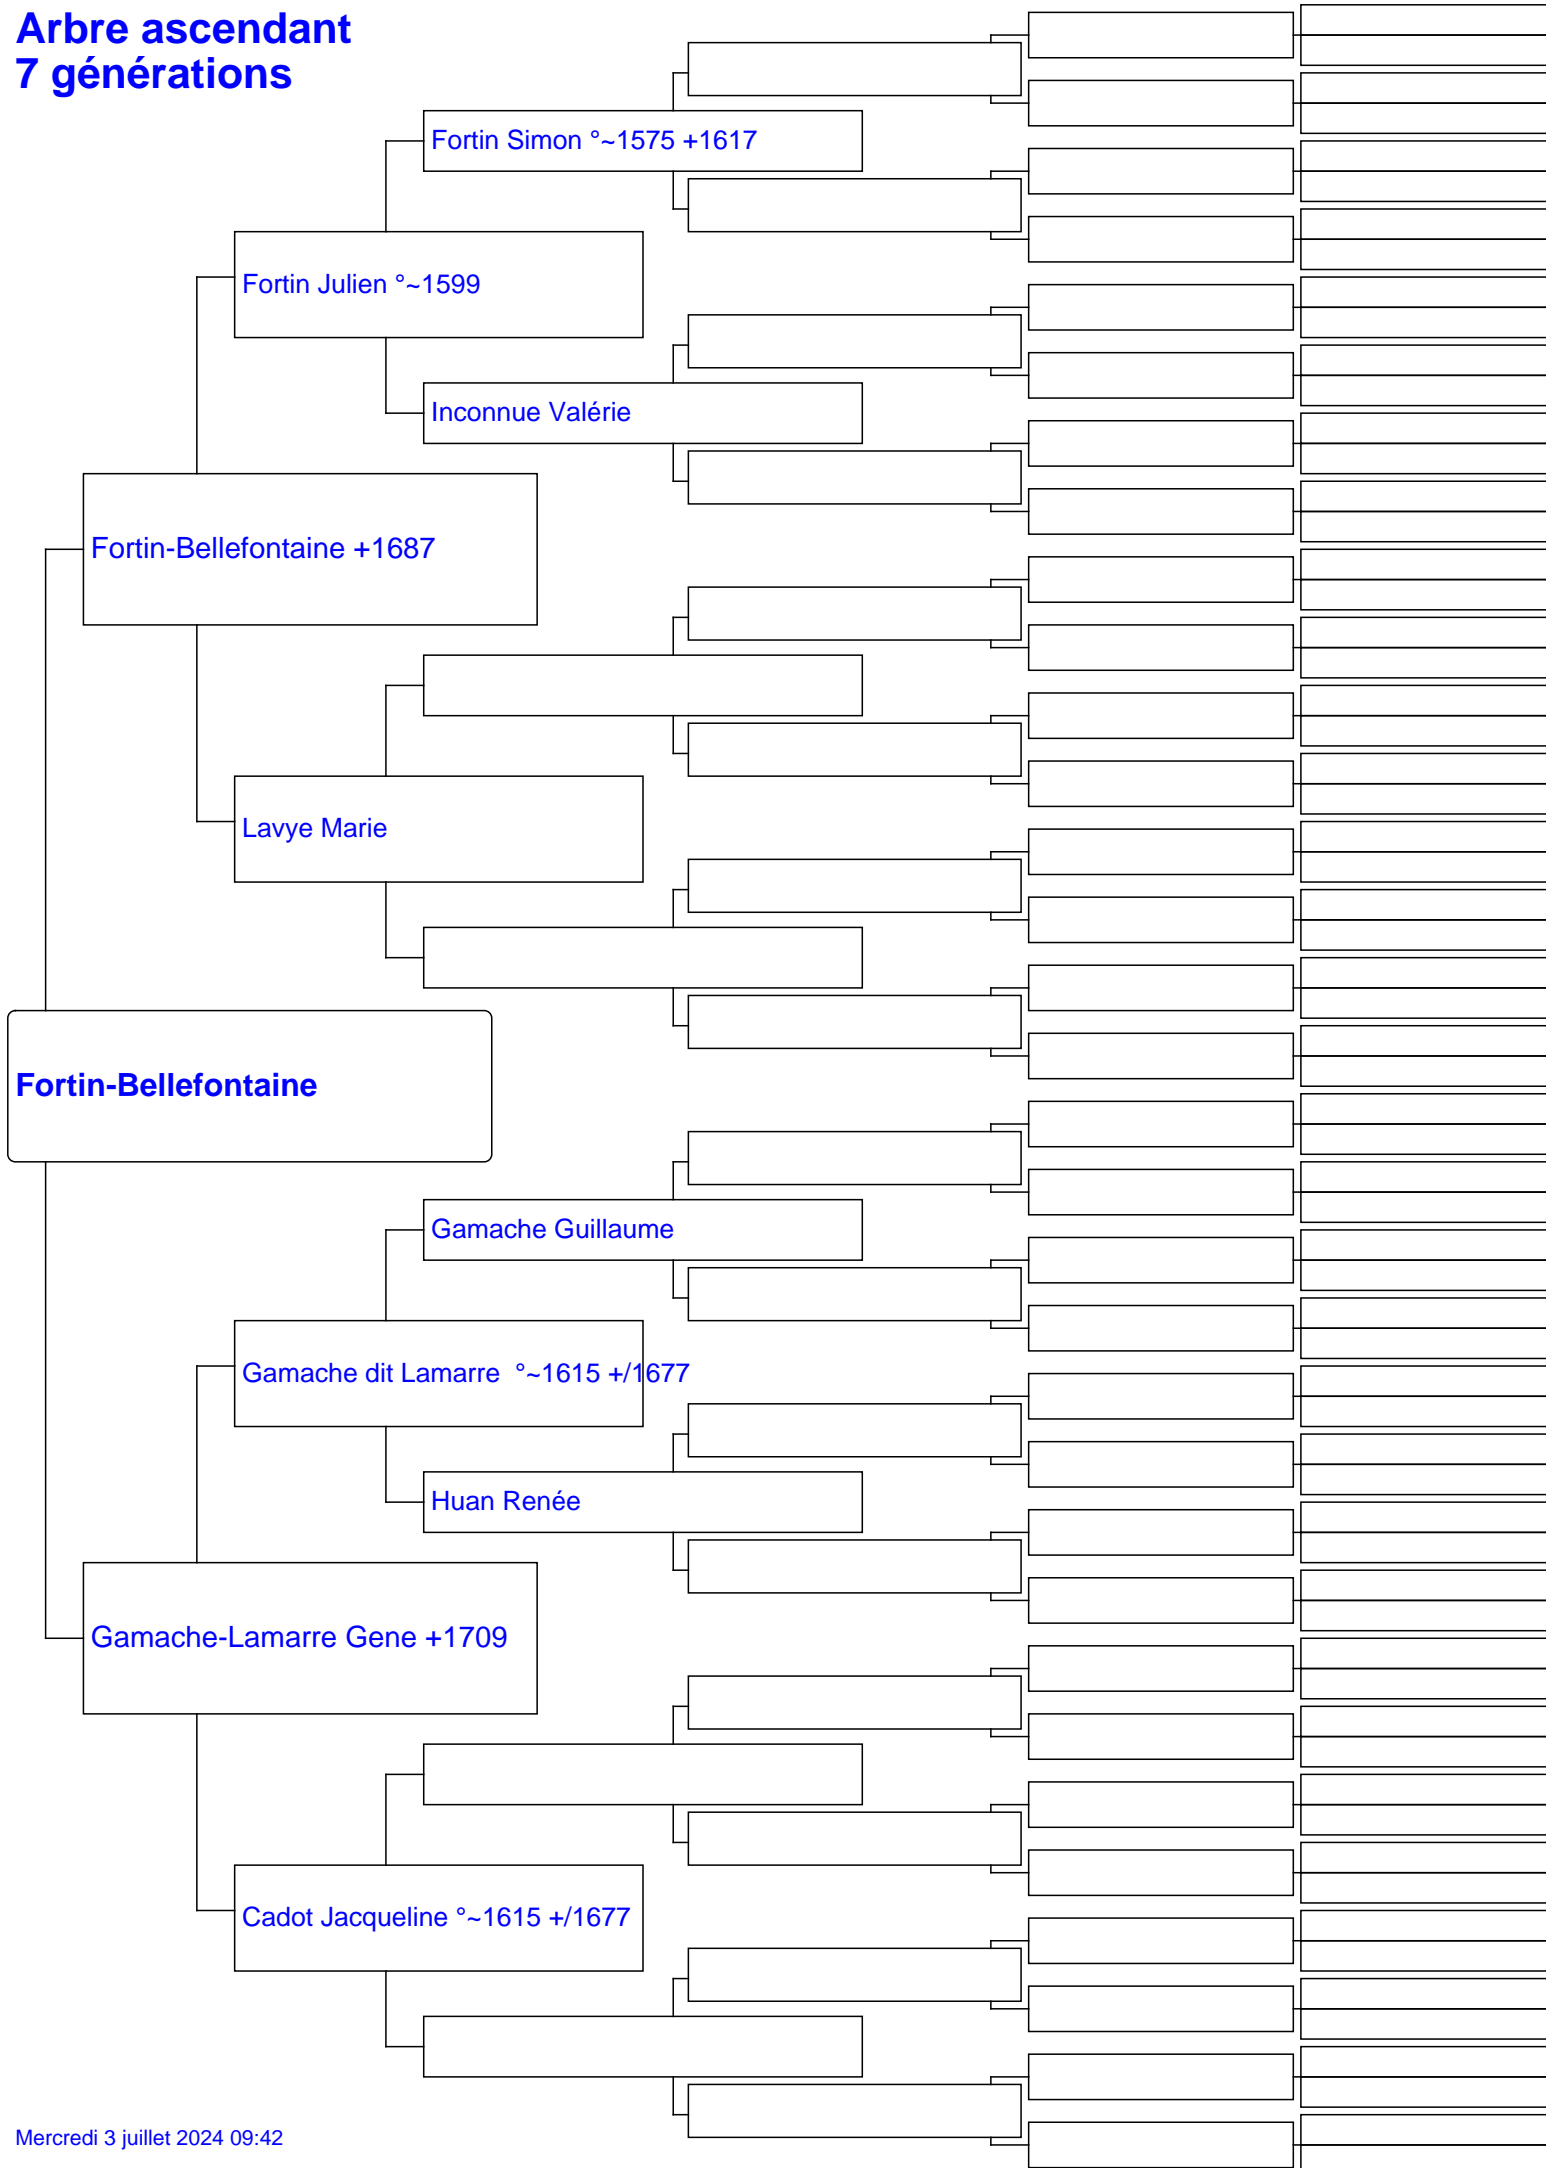 Arbre ascendant
7 générations
Fortin Simon °~1575 +1617
Fortin Julien °~1599
Inconnue Valérie
Fortin-Bellefontaine +1687
Lavye Marie
Fortin-Bellefontaine
Gamache Guillaume
Gamache dit Lamarre  °~1615 +/1677
Huan Renée
Gamache-Lamarre Gene +1709
Cadot Jacqueline °~1615 +/1677
Mercredi 3 juillet 2024 09:42